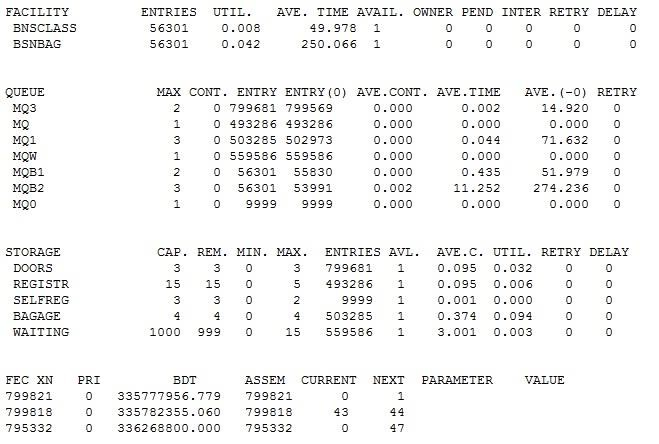 FACILITY ENTRIES UTIL. AVE. TIME AVAIL. OWNER PEND INTER RETRY DELAY
BNSCLASS 56301 0.008 49.978 1 0 0 0 0 0
BSNBAG 56301 0.042 250.066 1 0 0 0 0 0
QUEUE MAX CONT. ENTRY ENTRY(0) AVE.CONT. AVE.TIME AVE.(-0) RETRY
MQ3 2 0 799681 799569 0.000 0.002 14.920 0
MQ 1 0 493286 493286 0.000 0.000 0.000 0
MQ1 3 0 503285 502973 0.000 0.044 71.632 0
MQW 1 0 559586 559586 0.000 0.000 0.000 0
MQB1 2 0 56301 55830 0.000 0.435 51.979 0
MQB2 3 0 56301 53991 0.002 11.252 274.236 0
MQ0 1 0 9999 9999 0.000 0.000 0.000 0
STORAGE CAP. REM. MIN. MAX. ENTRIES AVL. AVE.C. UTIL. RETRY DELAY
DOORS 3 3 0 3 799681 1 0.095 0.032 0 0
REGISTR 15 15 0 5 493286 1 0.095 0.006 0 0
SELFREG 3 3 0 2 9999 1 0.001 0.000 0 0
BAGAGE 4 4 0 4 503285 1 0.374 0.094 0 0
WAITING 1000 999 0 15 559586 1 3.001 0.003 0 0
FEC XN PRI BDT ASSEM CURRENT NEXT PARAMETER VALUE
799821 0 335777956.779 799821 0 1
799818 0 335782355.060 799818 43 44
795332 0 336268800.000 795332 0 47